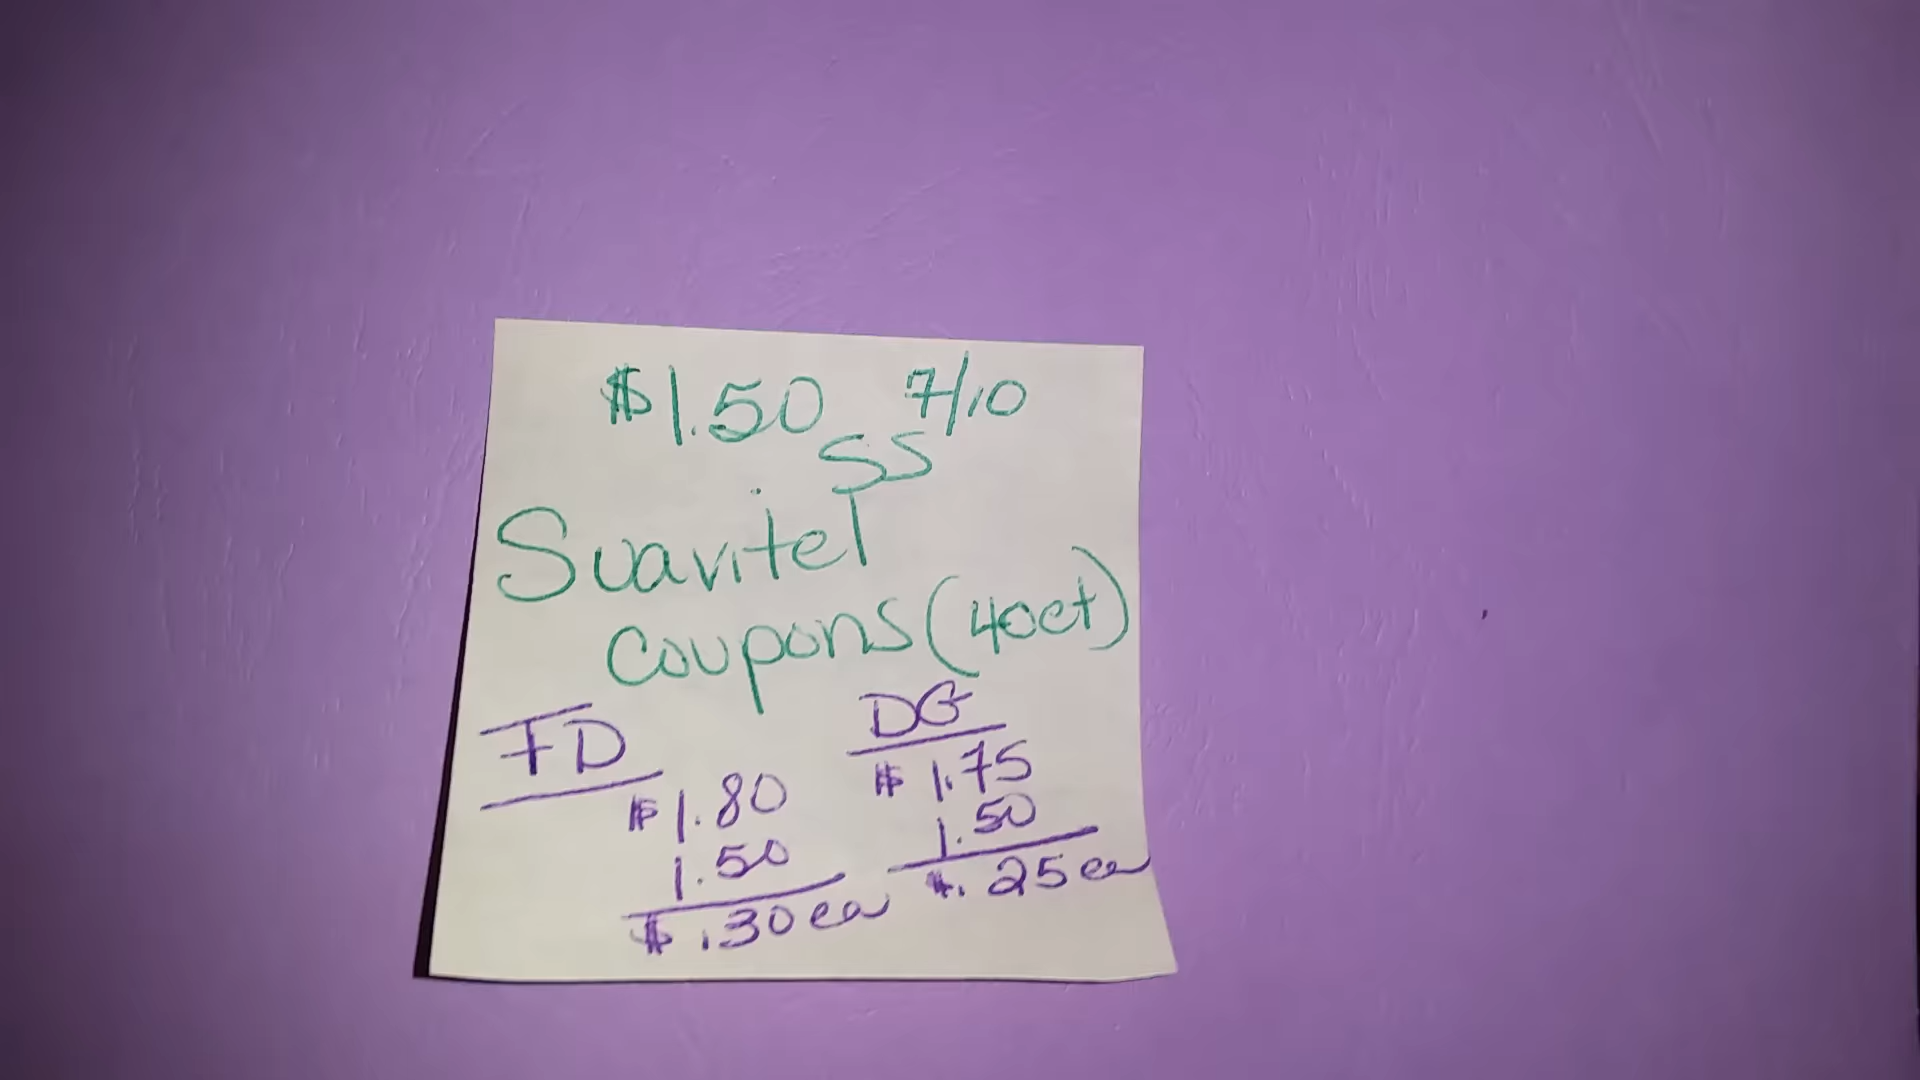 $1.50 7/10
SS
Suavitel
coupons (40ct)
FD
$1.80
1.50
$.30 ea
DG
$1.75
1.50
$.25 ea